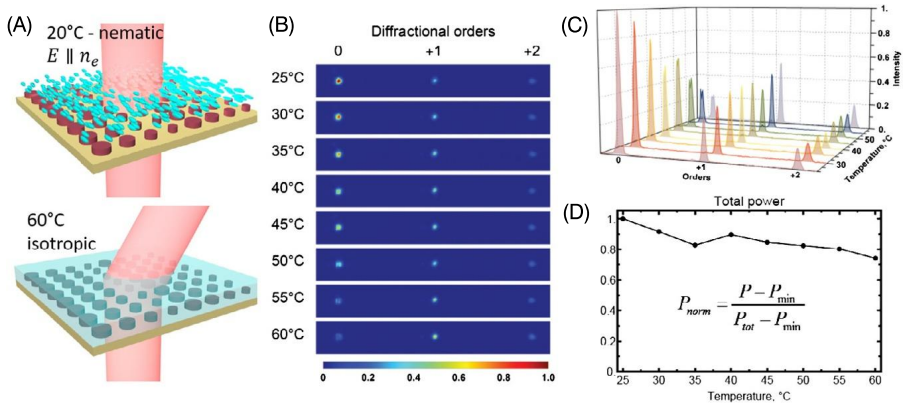 (A)
20°C - nematic
E ∥ nₑ
60°C
isotropic
(B)
Diffractional orders
0 +1 +2
25°C
30°C
35°C
40°C
45°C
50°C
55°C
60°C
0 0.2 0.4 0.6 0.8 1.0
(C)
1.
0.8
0.6
0.4
0.2
0.
Intensity
50
40
30
Temperature, °C
0 +1 +2
Orders
(D)
Total power
1.0
0.8
0.6
0.4
0.2
0
P_norm = (P − P_min) / (P_tot − P_min)
25 30 35 40 45 50 55 60
Temperature, °C